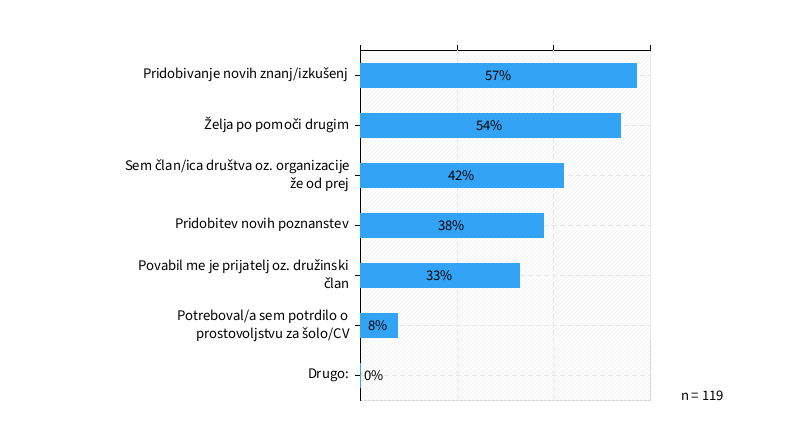 Pridobivanje novih znanj/izkušenj
57%
Želja po pomoči drugim
54%
Sem član/ica društva oz. organizacije
že od prej
42%
Pridobitev novih poznanstev
38%
Povabil me je prijatelj oz. družinski
član
33%
Potreboval/a sem potrdilo o
prostovoljstvu za šolo/CV
8%
Drugo:
0%
n = 119